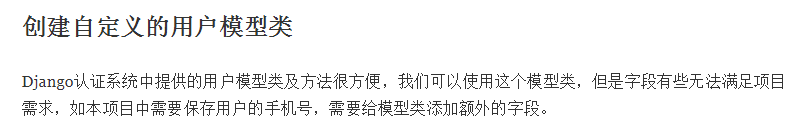 创建自定义的用户模型类
Django认证系统中提供的用户模型类及方法很方便，我们可以使用这个模型类，但是字段有些无法满足项目
需求，如本项目中需要保存用户的手机号，需要给模型类添加额外的字段。